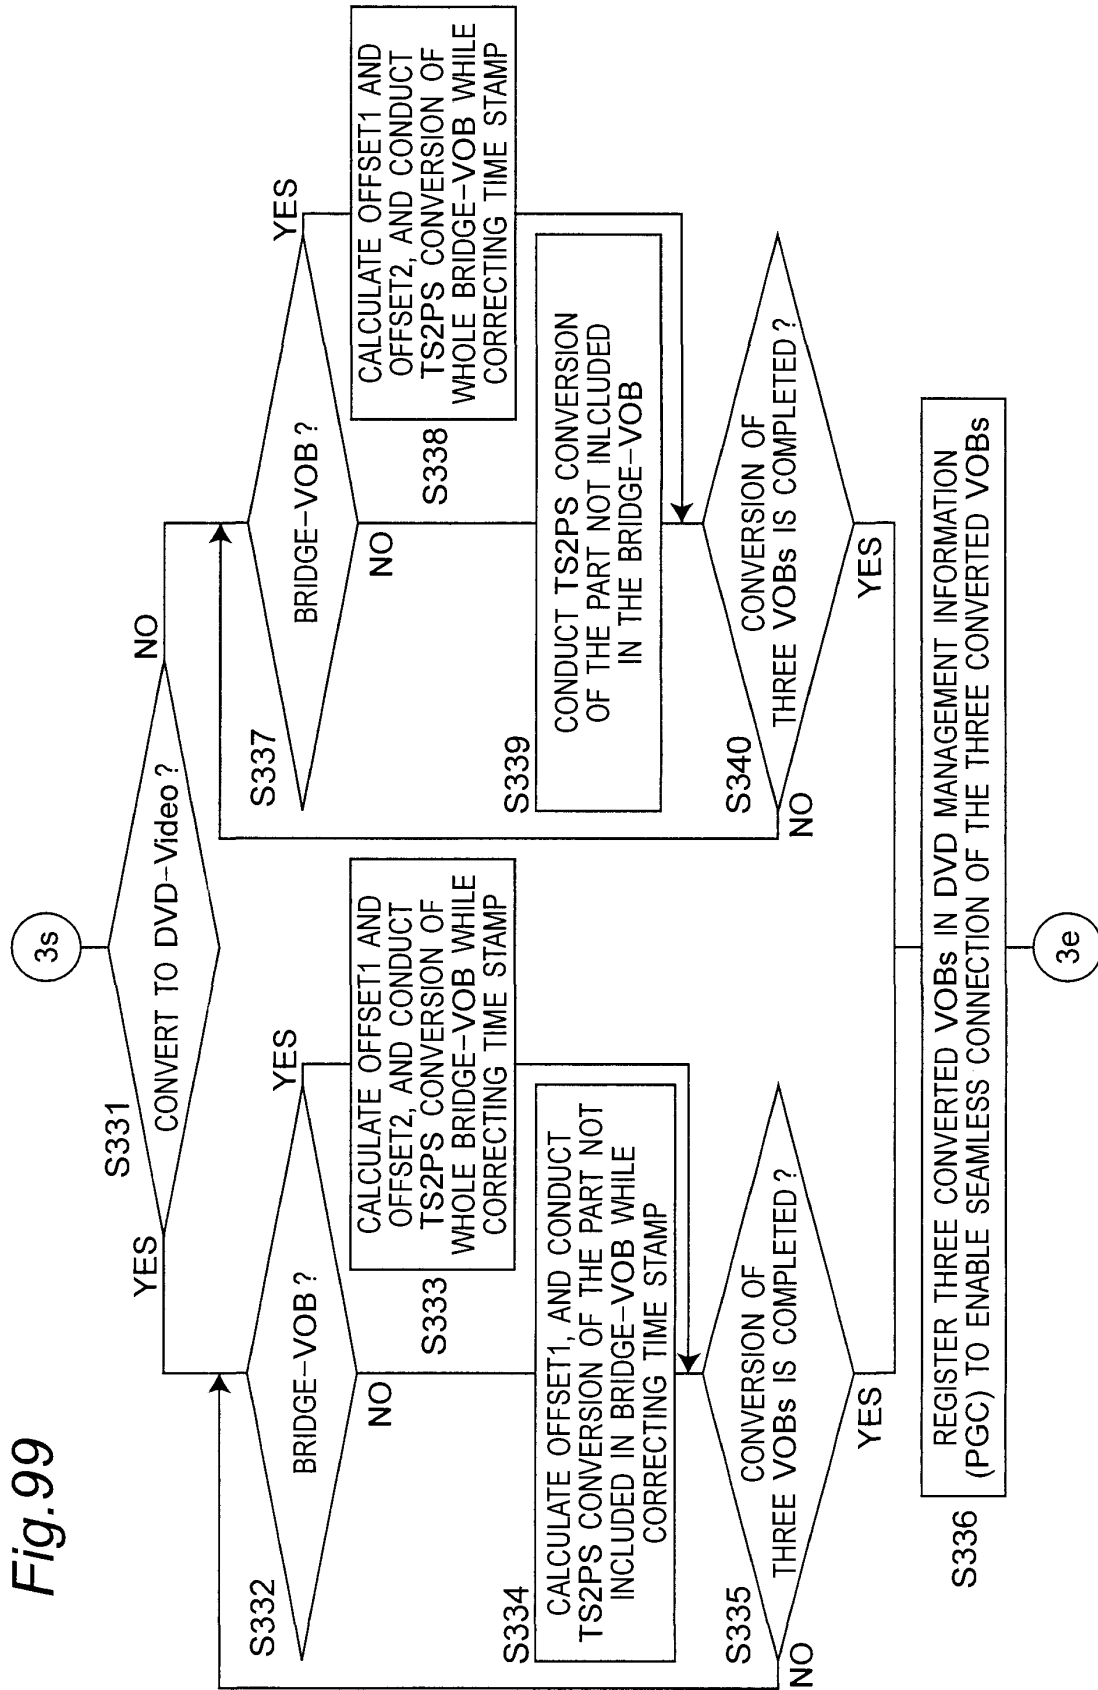 Fig.99
3s
S331
CONVERT TO DVD-Video?
YES
NO
S332
BRIDGE-VOB?
YES
NO
S333
CALCULATE OFFSET1 AND
OFFSET2, AND CONDUCT
TS2PS CONVERSION OF
WHOLE BRIDGE-VOB WHILE
CORRECTING TIME STAMP
S334
CALCULATE OFFSET1, AND CONDUCT
TS2PS CONVERSION OF THE PART NOT
INCLUDED IN BRIDGE-VOB WHILE
CORRECTING TIME STAMP
S335
CONVERSION OF
THREE VOBs IS COMPLETED?
NO
YES
S337
BRIDGE-VOB?
YES
NO
S338
CALCULATE OFFSET1 AND
OFFSET2, AND CONDUCT
TS2PS CONVERSION OF
WHOLE BRIDGE-VOB WHILE
CORRECTING TIME STAMP
S339
CONDUCT TS2PS CONVERSION
OF THE PART NOT INLCLUDED
IN THE BRIDGE-VOB
S340
CONVERSION OF
THREE VOBs IS COMPLETED?
NO
YES
S336
REGISTER THREE CONVERTED VOBs IN DVD MANAGEMENT INFORMATION
(PGC) TO ENABLE SEAMLESS CONNECTION OF THE THREE CONVERTED VOBs
3e